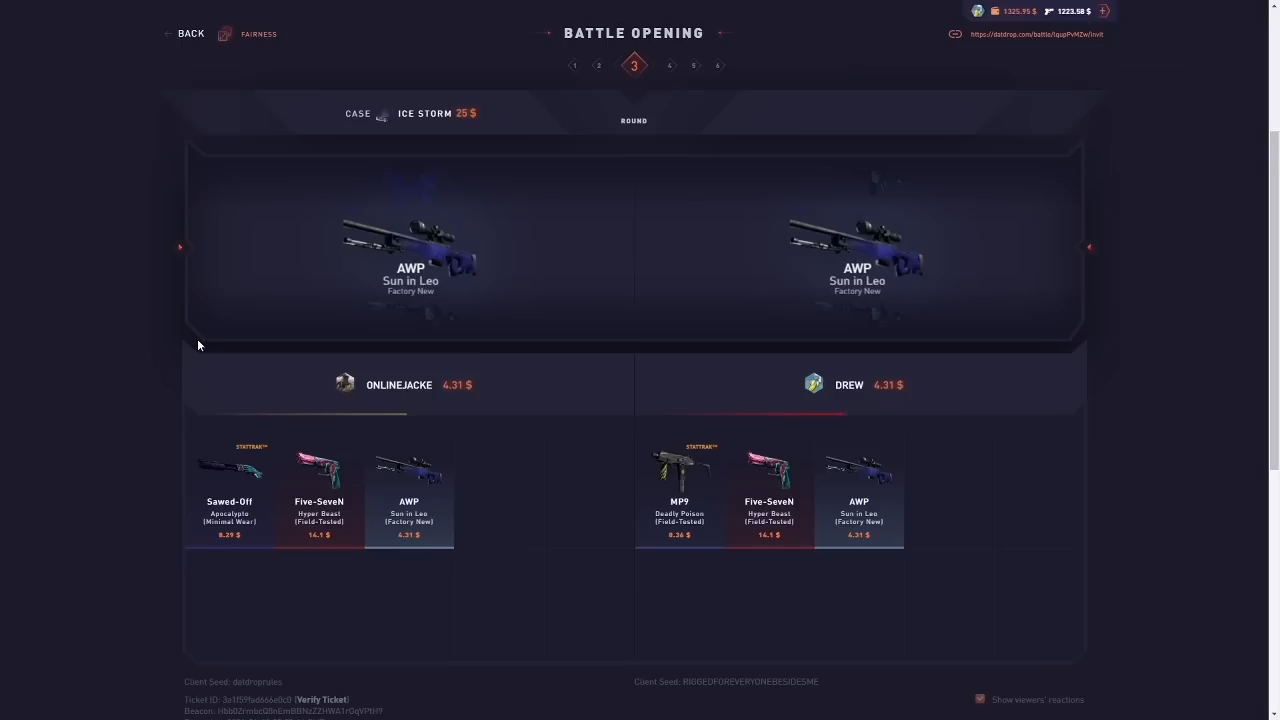 1325.95 $ 1223.58 $
BACK FAIRNESS
BATTLE OPENING
https://datdrop.com/battle/lqupPvMZw/invit
1 2 3 4 5 6
CASE ICE STORM 25 $
ROUND
AWP
Sun in Leo
Factory New
AWP
Sun in Leo
Factory New
ONLINEJACKE 4.31 $
DREW 4.31 $
STATTRAK™
Sawed-Off
Apocalypto
(Minimal Wear)
8.29 $
Five-SeveN
Hyper Beast
(Field-Tested)
14.1 $
AWP
Sun in Leo
(Factory New)
4.31 $
STATTRAK™
MP9
Deadly Poison
(Field-Tested)
8.36 $
Five-SeveN
Hyper Beast
(Field-Tested)
14.1 $
AWP
Sun in Leo
(Factory New)
4.31 $
Client Seed: datdroprules
Client Seed: RIGGEDFOREVERYONEBESIDESME
Ticket ID: 3a1f59fad666e0c0 (Verify Ticket)
Beacon:
Show viewers' reactions